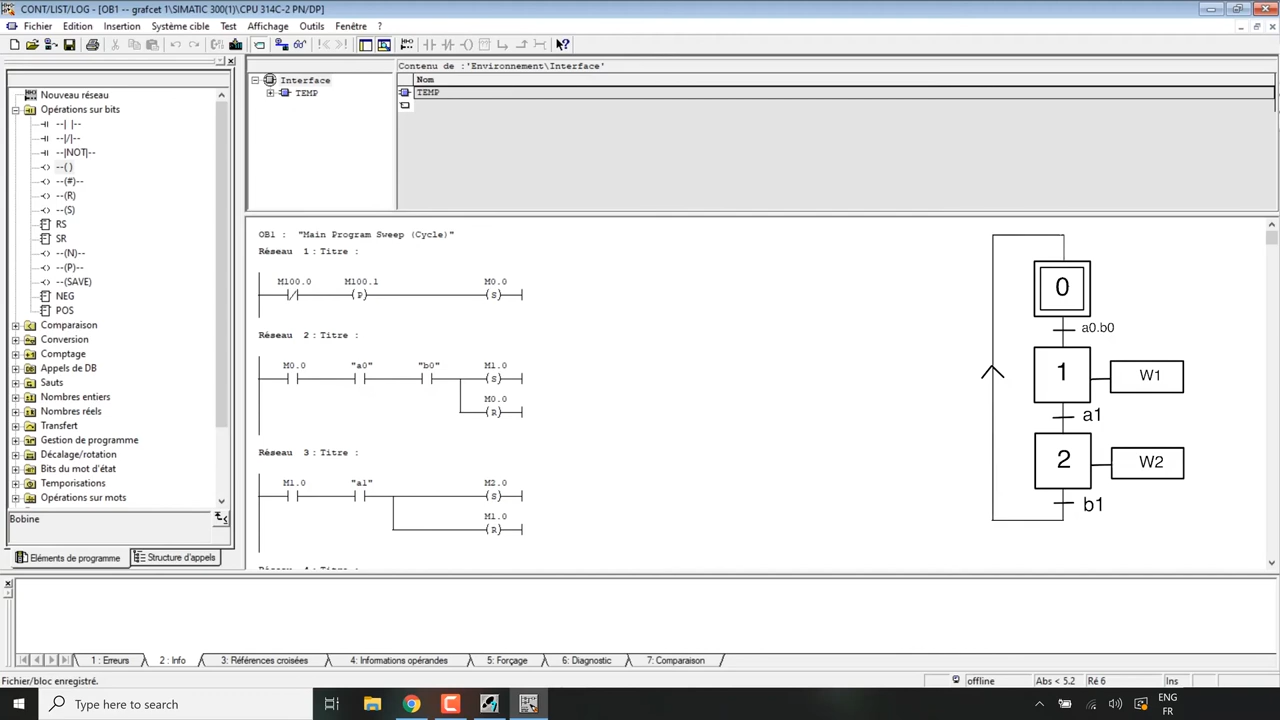 CONT/LIST/LOG - [OB1 -- grafcet 1\SIMATIC 300(1)\CPU 314C-2 PN/DP]
Fichier Edition Insertion Système cible Test Affichage Outils Fenêtre ?
Contenu de :'Environnement\Interface'
Interface
TEMP
Nom
TEMP
Nouveau réseau
Opérations sur bits
--| |--
--|/|--
--|NOT|--
--( )
--(#)--
--(R)
--(S)
RS
SR
--(N)--
--(P)--
--(SAVE)
NEG
POS
Comparaison
Conversion
Comptage
Appels de DB
Sauts
Nombres entiers
Nombres réels
Transfert
Gestion de programme
Décalage/rotation
Bits du mot d'état
Temporisations
Opérations sur mots
Bobine
Eléments de programme
Structure d'appels
OB1 : "Main Program Sweep (Cycle)"
Réseau 1 : Titre :
M100.0 M100.1 M0.0
(P) (S)
Réseau 2 : Titre :
M0.0 "a0" "b0" M1.0
(S)
M0.0
(R)
Réseau 3 : Titre :
M1.0 "a1" M2.0
(S)
M1.0
(R)
0
a0.b0
1 W1
a1
2 W2
b1
1 : Erreurs 2 : Info 3: Références croisées 4: Informations opérandes 5: Forçage 6: Diagnostic 7: Comparaison
Fichier/bloc enregistré.
offline Abs < 5.2 Ré 6 Ins
Type here to search
ENG
FR